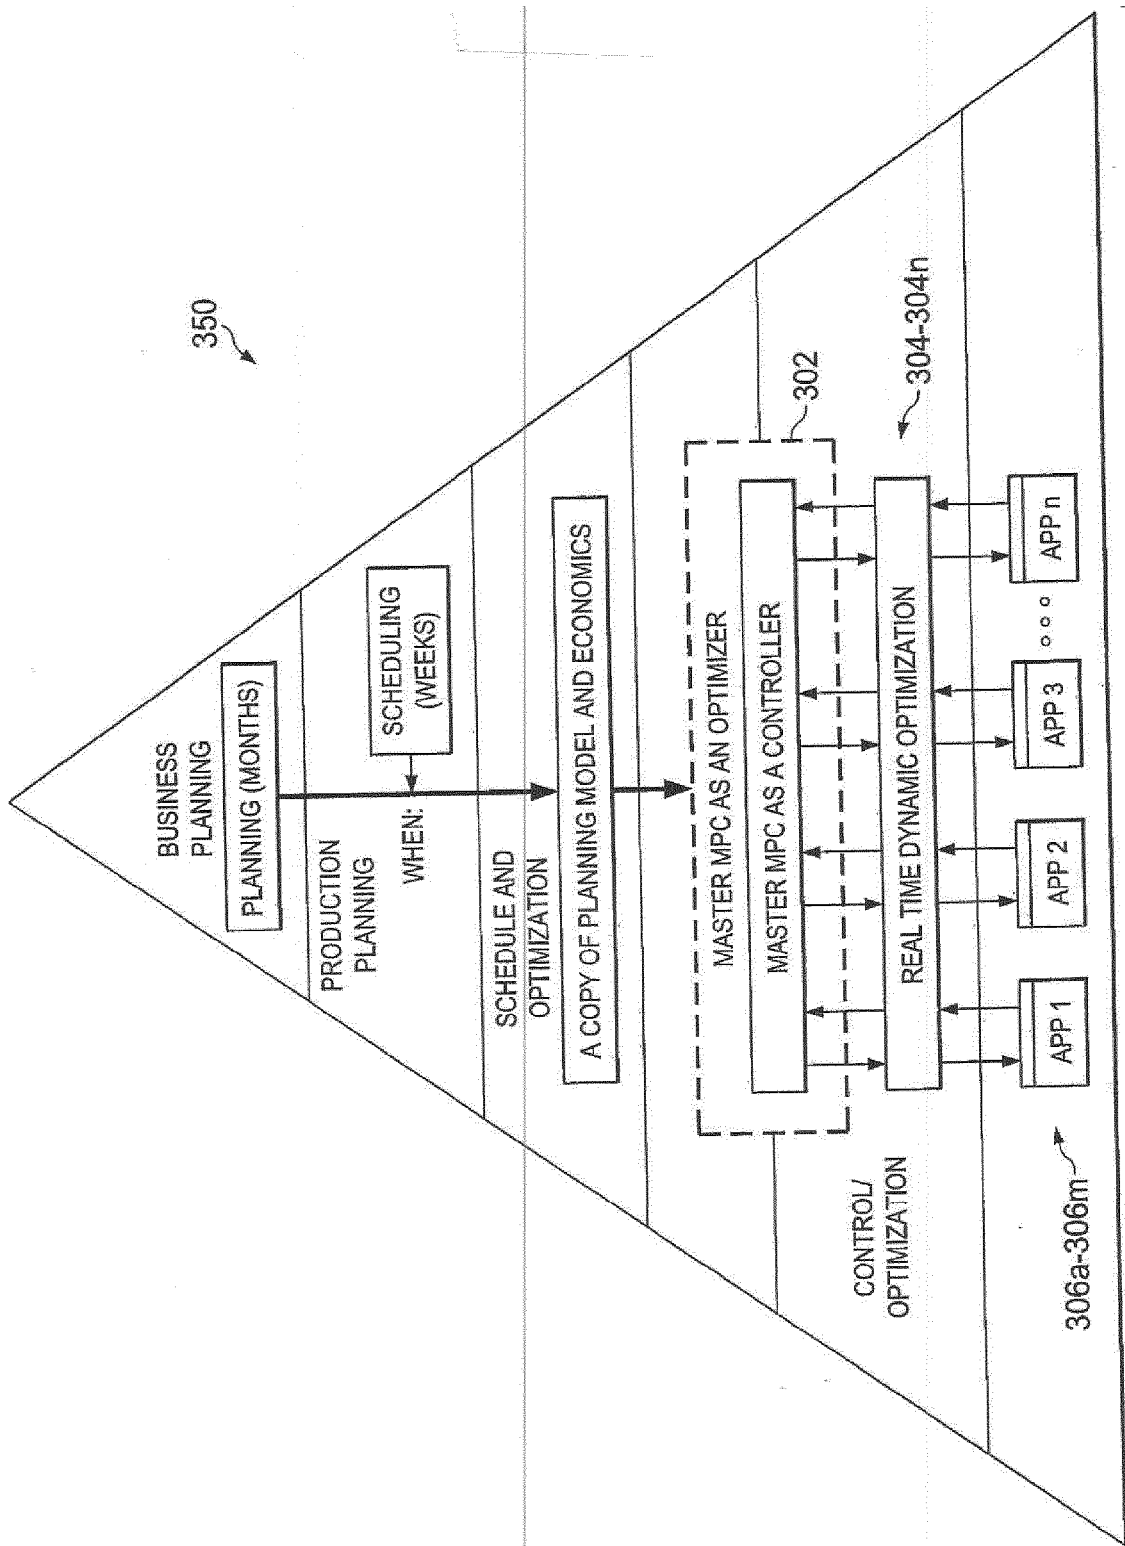 350
BUSINESS
PLANNING
PLANNING (MONTHS)
PRODUCTION
PLANNING
WHEN:
SCHEDULING
(WEEKS)
SCHEDULE AND
OPTIMIZATION
A COPY OF PLANNING MODEL AND ECONOMICS
MASTER MPC AS AN OPTIMIZER
MASTER MPC AS A CONTROLLER
302
CONTROL/
OPTIMIZATION
REAL TIME DYNAMIC OPTIMIZATION
304-304n
APP 1
APP 2
APP 3
APP n
306a-306m